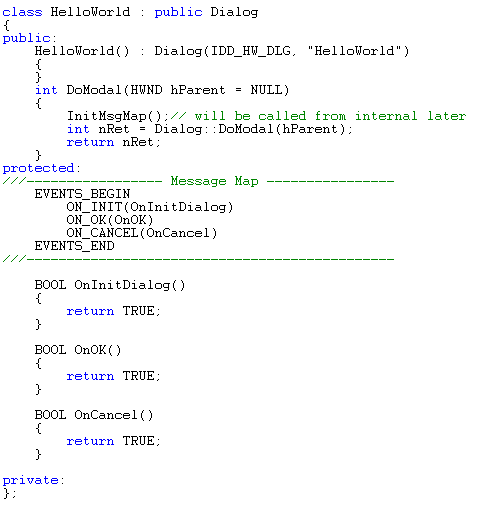 class HelloWorld : public Dialog
{
public:
    HelloWorld() : Dialog(IDD_HW_DLG, "HelloWorld")
    {
    }
    int DoModal(HWND hParent = NULL)
    {
        InitMsgMap();// will be called from internal later
        int nRet = Dialog::DoModal(hParent);
        return nRet;
    }
protected:
///----------------- Message Map ----------------
    EVENTS_BEGIN
        ON_INIT(OnInitDialog)
        ON_OK(OnOK)
        ON_CANCEL(OnCancel)
    EVENTS_END
///----------------------------------------------

    BOOL OnInitDialog()
    {
        return TRUE;
    }

    BOOL OnOK()
    {
        return TRUE;
    }

    BOOL OnCancel()
    {
        return TRUE;
    }

private:
};